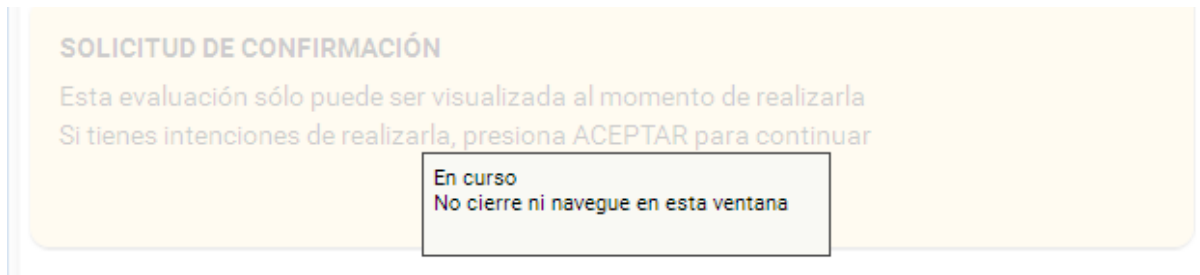 SOLICITUD DE CONFIRMACIÓN
Esta evaluación sólo puede ser visualizada al momento de realizarla
Si tienes intenciones de realizarla, presiona ACEPTAR para continuar
En curso
No cierre ni navegue en esta ventana